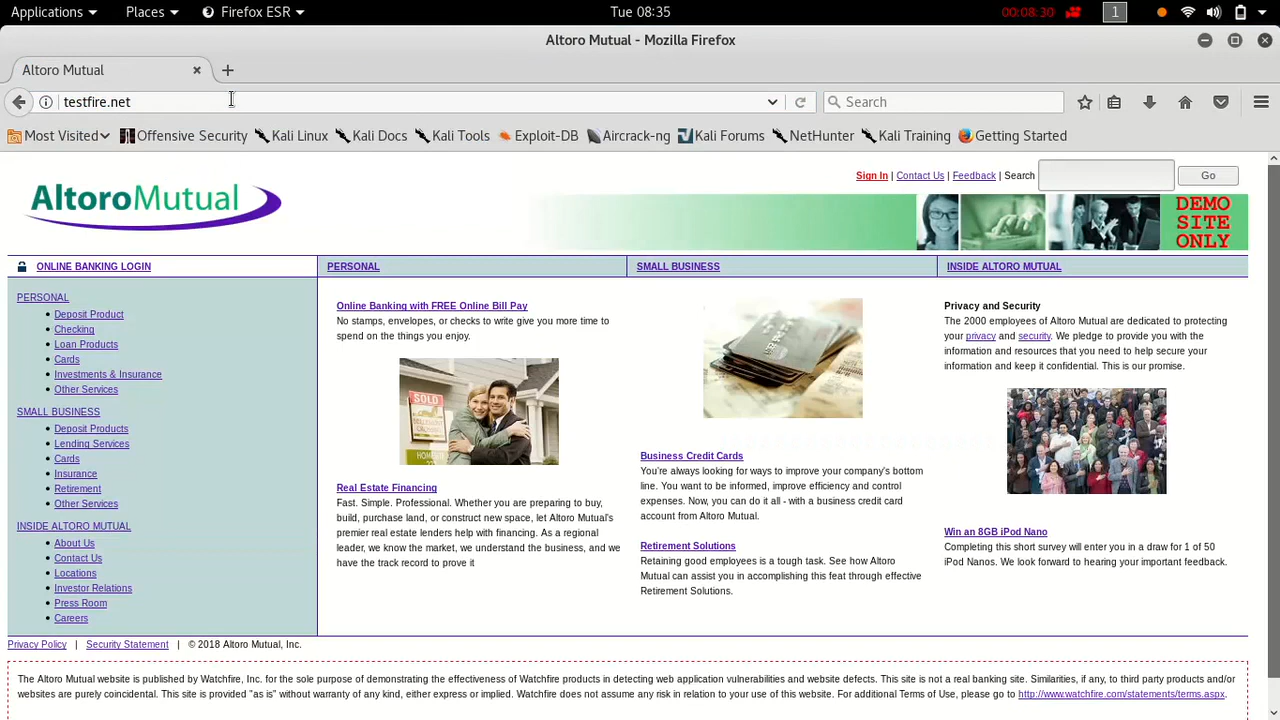 Applications Places Firefox ESR Tue 08:35 00:08:30 1
Altoro Mutual - Mozilla Firefox
Altoro Mutual
testfire.net Search
Most Visited Offensive Security Kali Linux Kali Docs Kali Tools Exploit-DB Aircrack-ng Kali Forums NetHunter Kali Training Getting Started
Sign In | Contact Us | Feedback | Search Go
AltoroMutual
DEMO
SITE
ONLY
ONLINE BANKING LOGIN PERSONAL SMALL BUSINESS INSIDE ALTORO MUTUAL
PERSONAL
Deposit Product
Checking
Loan Products
Cards
Investments & Insurance
Other Services
SMALL BUSINESS
Deposit Products
Lending Services
Cards
Insurance
Retirement
Other Services
INSIDE ALTORO MUTUAL
About Us
Contact Us
Locations
Investor Relations
Press Room
Careers
Online Banking with FREE Online Bill Pay
No stamps, envelopes, or checks to write give you more time to
spend on the things you enjoy.
SOLD
Real Estate Financing
Fast. Simple. Professional. Whether you are preparing to buy,
build, purchase land, or construct new space, let Altoro Mutual's
premier real estate lenders help with financing. As a regional
leader, we know the market, we understand the business, and we
have the track record to prove it
Business Credit Cards
You're always looking for ways to improve your company's bottom
line. You want to be informed, improve efficiency and control
expenses. Now, you can do it all - with a business credit card
account from Altoro Mutual.
Retirement Solutions
Retaining good employees is a tough task. See how Altoro
Mutual can assist you in accomplishing this feat through effective
Retirement Solutions.
Privacy and Security
The 2000 employees of Altoro Mutual are dedicated to protecting
your privacy and security. We pledge to provide you with the
information and resources that you need to help secure your
information and keep it confidential. This is our promise.
Win an 8GB iPod Nano
Completing this short survey will enter you in a draw for 1 of 50
iPod Nanos. We look forward to hearing your important feedback.
Privacy Policy | Security Statement | © 2018 Altoro Mutual, Inc.
The Altoro Mutual website is published by Watchfire, Inc. for the sole purpose of demonstrating the effectiveness of Watchfire products in detecting web application vulnerabilities and website defects. This site is not a real banking site. Similarities, if any, to third party products and/or
websites are purely coincidental. This site is provided "as is" without warranty of any kind, either express or implied. Watchfire does not assume any risk in relation to your use of this website. For additional Terms of Use, please go to http://www.watchfire.com/statements/terms.aspx.